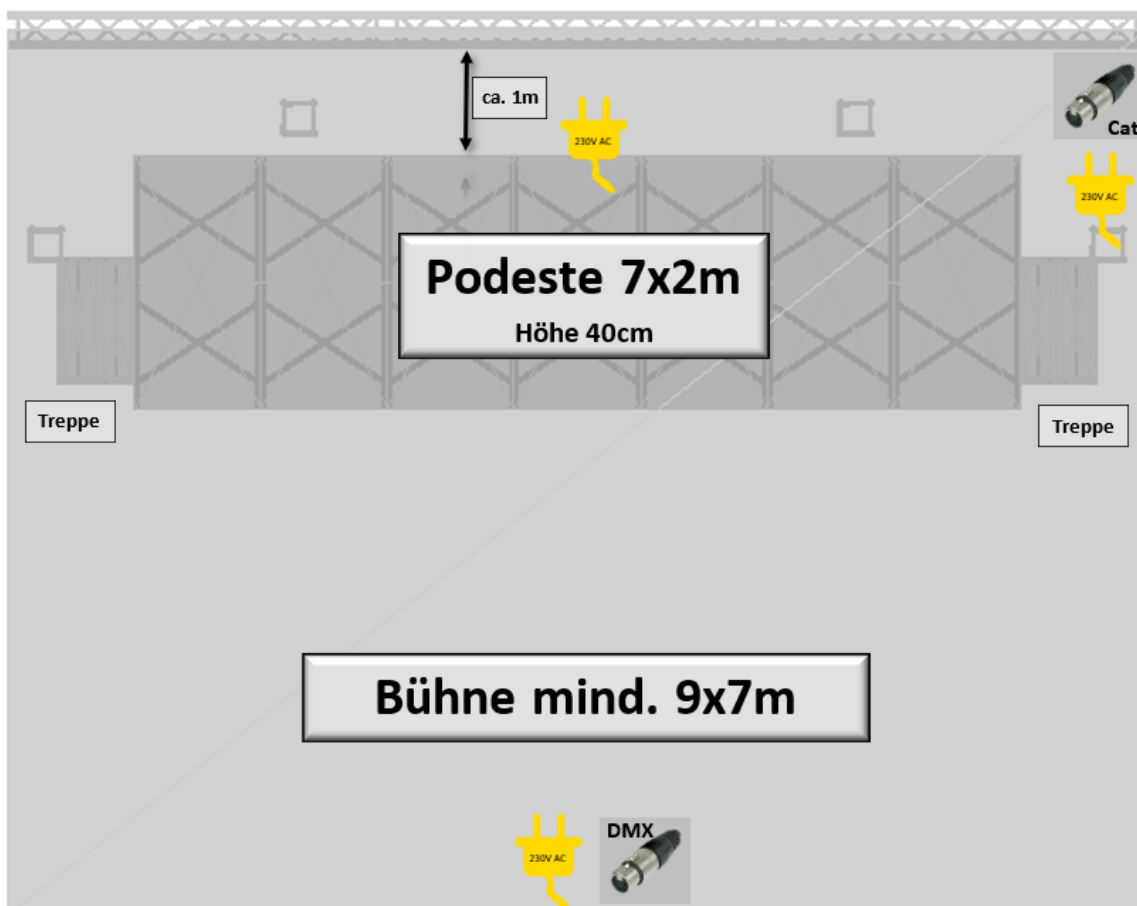 ca. 1m
230V AC
Cat
230V AC
Podeste 7x2m
Höhe 40cm
Treppe
Treppe
Bühne mind. 9x7m
DMX
230V AC